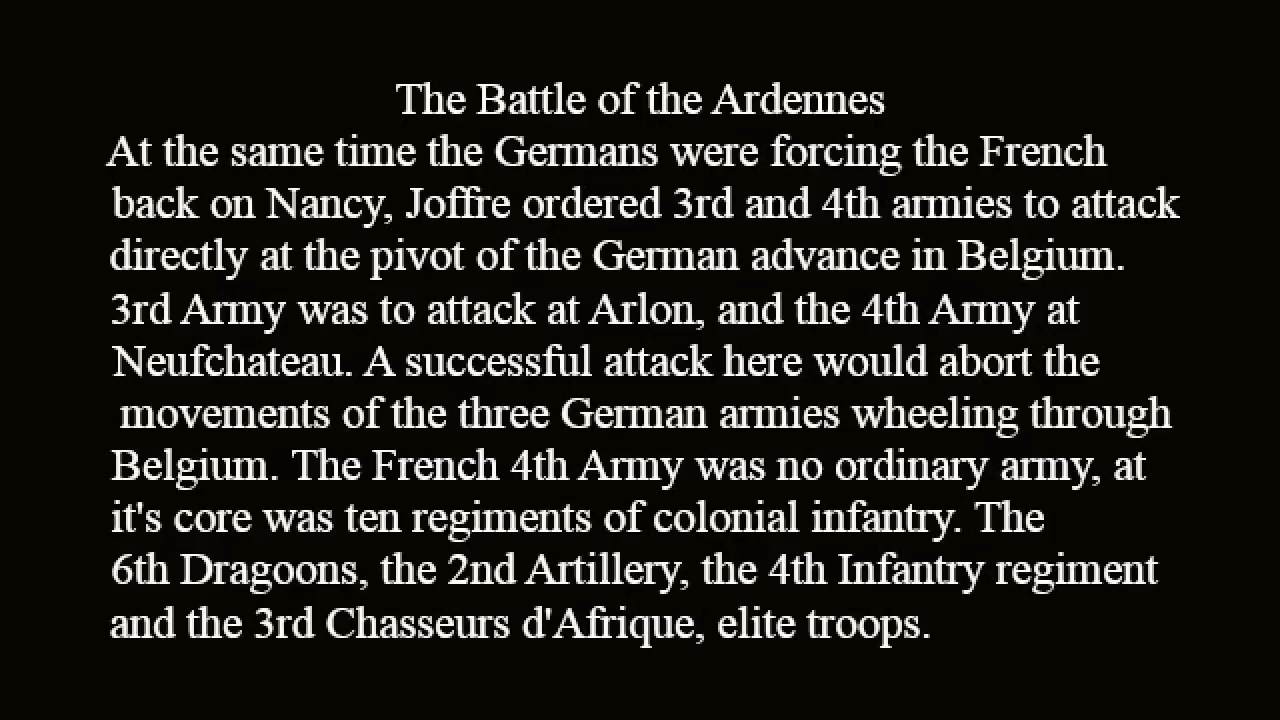 The Battle of the Ardennes
At the same time the Germans were forcing the French
back on Nancy, Joffre ordered 3rd and 4th armies to attack
directly at the pivot of the German advance in Belgium.
3rd Army was to attack at Arlon, and the 4th Army at
Neufchateau. A successful attack here would abort the
movements of the three German armies wheeling through
Belgium. The French 4th Army was no ordinary army, at
it's core was ten regiments of colonial infantry. The
6th Dragoons, the 2nd Artillery, the 4th Infantry regiment
and the 3rd Chasseurs d'Afrique, elite troops.